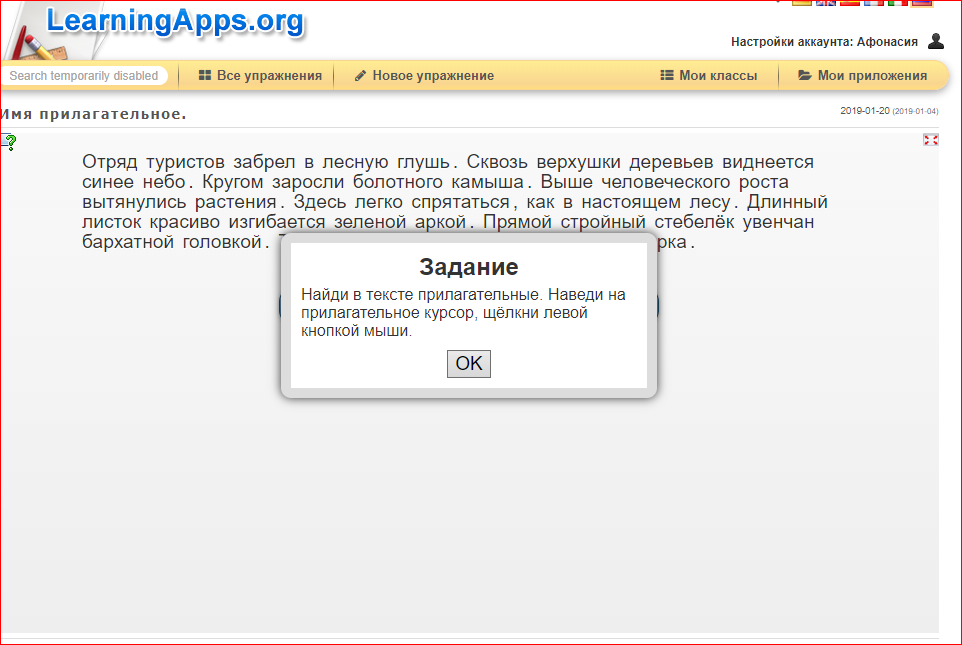 LearningApps.org
Настройки аккаунта: Афонасия
Search temporarily disabled
Все упражнения
Новое упражнение
Мои классы
Мои приложения
Имя прилагательное.
2019-01-20 (2019-01-04)
Отряд туристов забрел в лесную глушь. Сквозь верхушки деревьев виднеется
синее небо. Кругом заросли болотного камыша. Выше человеческого роста
вытянулись растения. Здесь легко спрятаться, как в настоящем лесу. Длинный
листок красиво изгибается зеленой аркой. Прямой стройный стебелёк увенчан
бархатной головкой.
Задание
Найди в тексте прилагательные. Наведи на
прилагательное курсор, щёлкни левой
кнопкой мыши.
OK